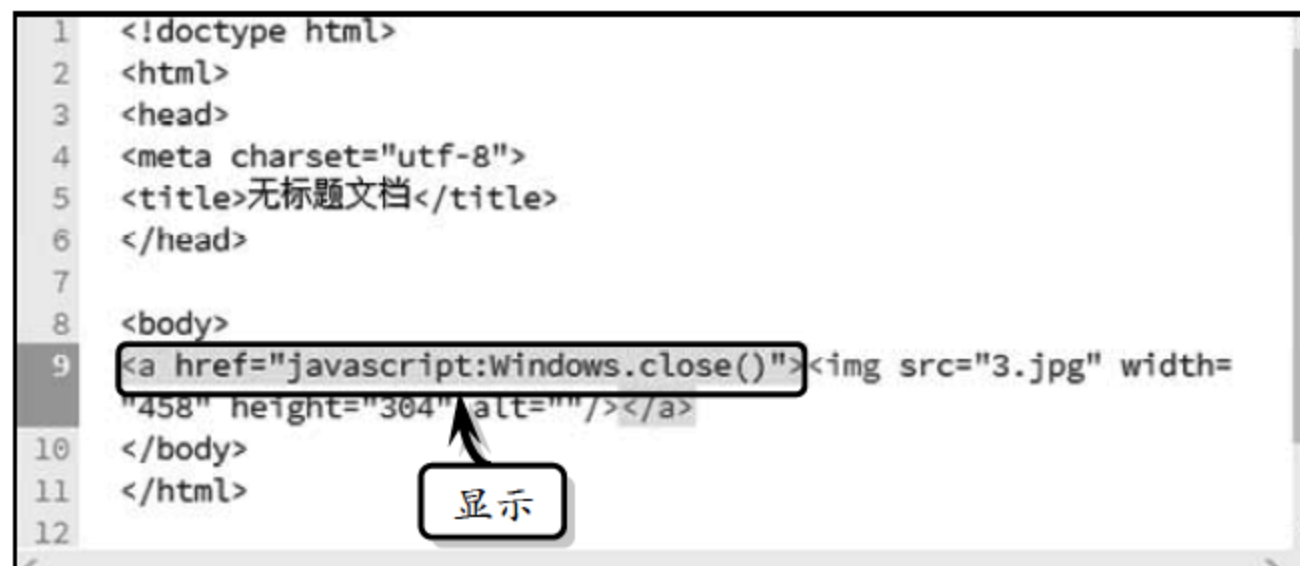 1 <!doctype html>
2 <html>
3 <head>
4 <meta charset="utf-8">
5 <title>无标题文档</title>
6 </head>
7
8 <body>
9 <a href="javascript:Windows.close()"><img src="3.jpg" width=
"458" height="304" alt=""/></a>
10 </body>
11 </html>
显示
12